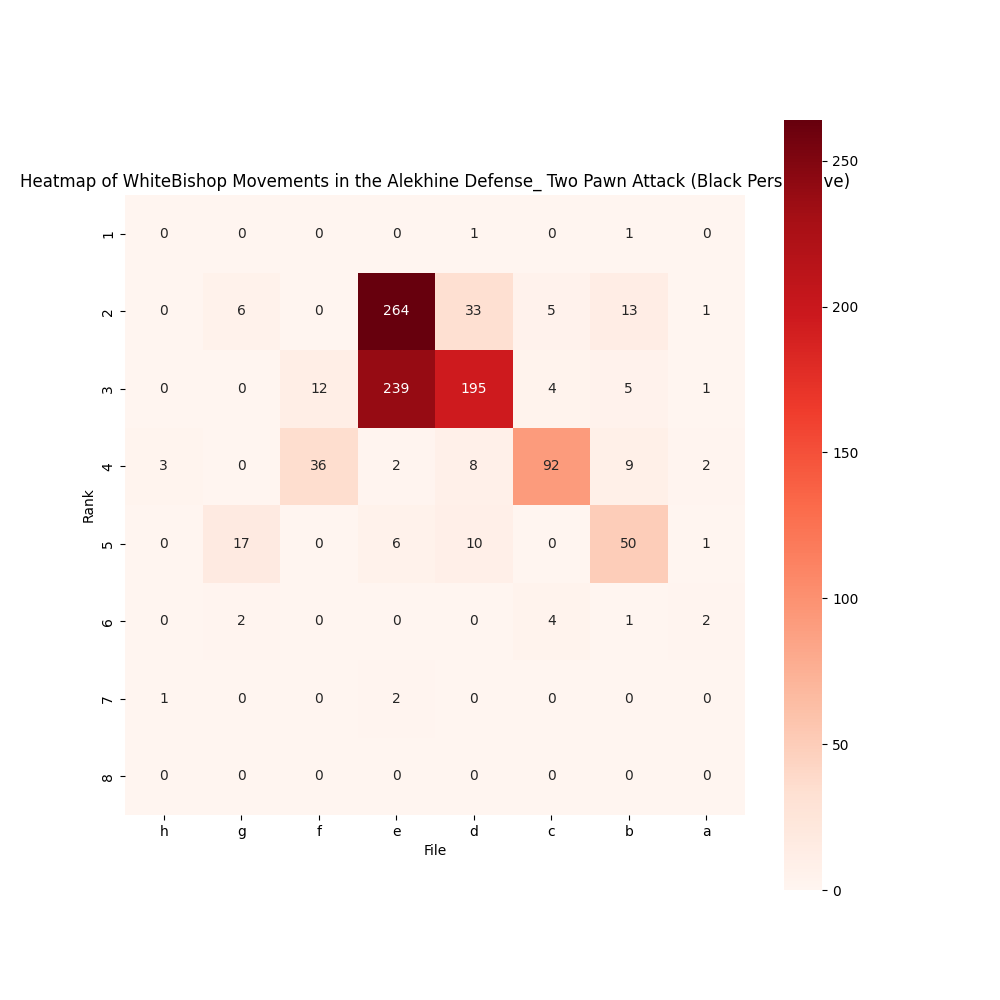 Heatmap of WhiteBishop Movements in the Alekhine Defense_ Two Pawn Attack (Black Pers ve)
250
1 0 0 0 0 1 0 1 0
2 0 6 0 264 33 5 13 1
200
3 0 0 12 239 195 4 5 1
150
4 3 0 36 2 8 92 9 2
Rank
5 0 17 0 6 10 0 50 1
100
6 0 2 0 0 0 4 1 2
7 1 0 0 2 0 0 0 0
50
8 0 0 0 0 0 0 0 0
h g f e d c b a
File
0